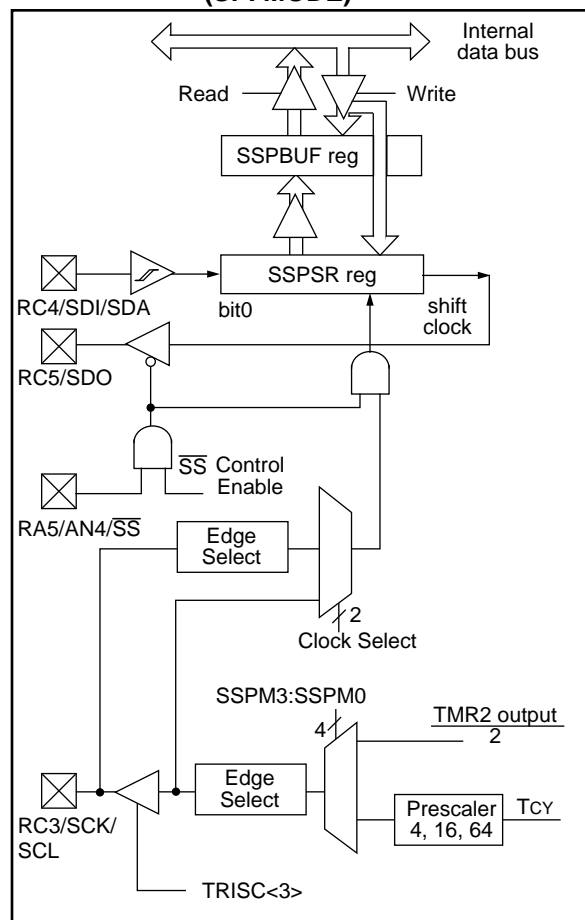 Internal
data bus
Read
Write
SSPBUF reg
SSPSR reg
RC4/SDI/SDA
bit0
shift
clock
RC5/SDO
SS Control
Enable
RA5/AN4/SS
Edge
Select
2
Clock Select
SSPM3:SSPM0
4
TMR2 output
2
Edge
Select
Prescaler
4, 16, 64
TCY
RC3/SCK/
SCL
TRISC<3>